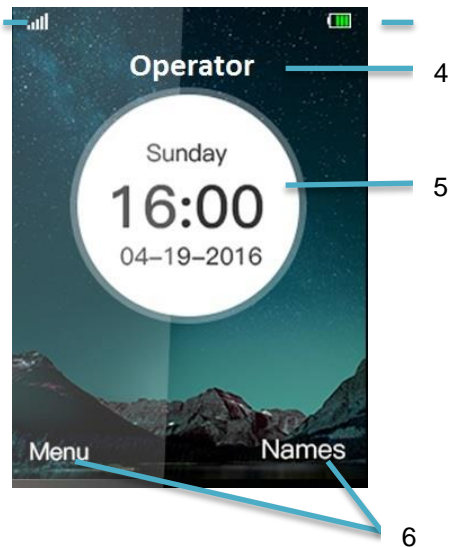 Operator
4
Sunday
16:00
5
04–19–2016
Menu
Names
6